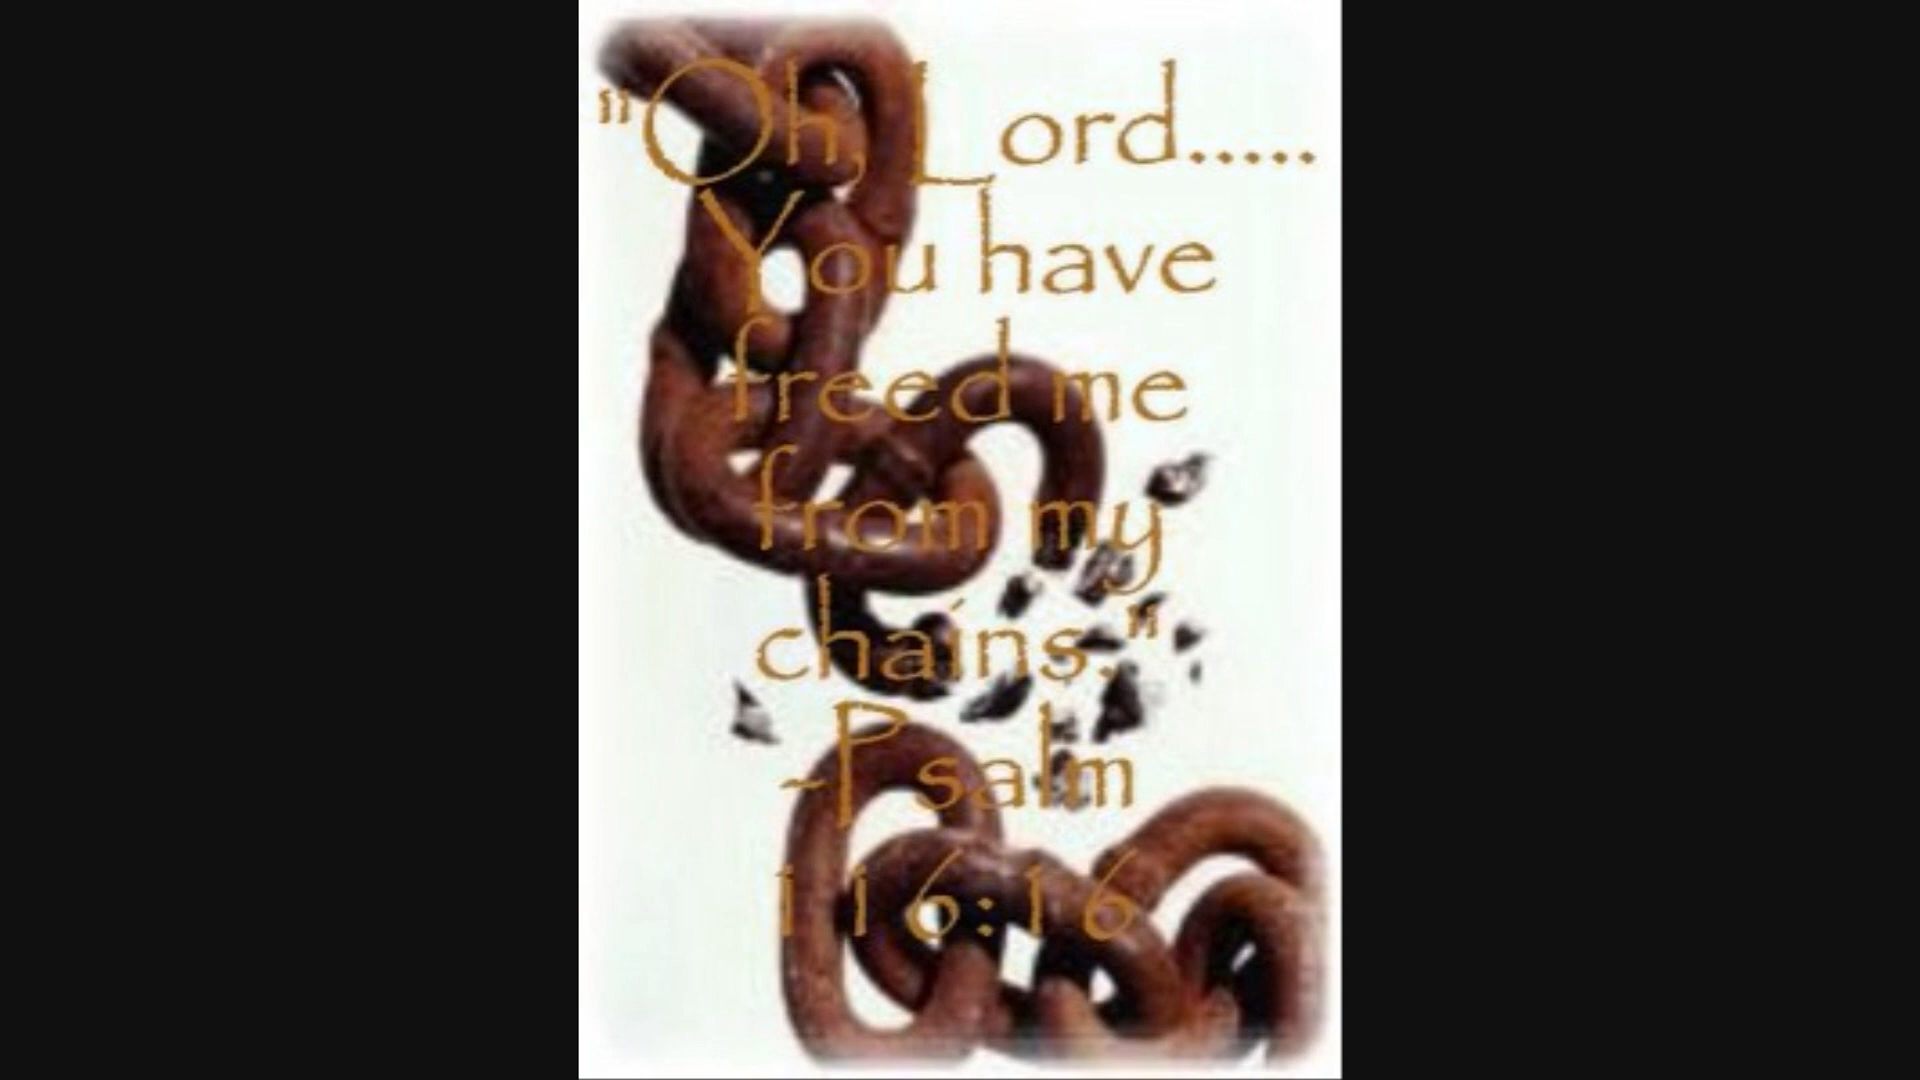 "Oh, Lord.....
You have
freed me
from my
chains."
-Psalm
116:16